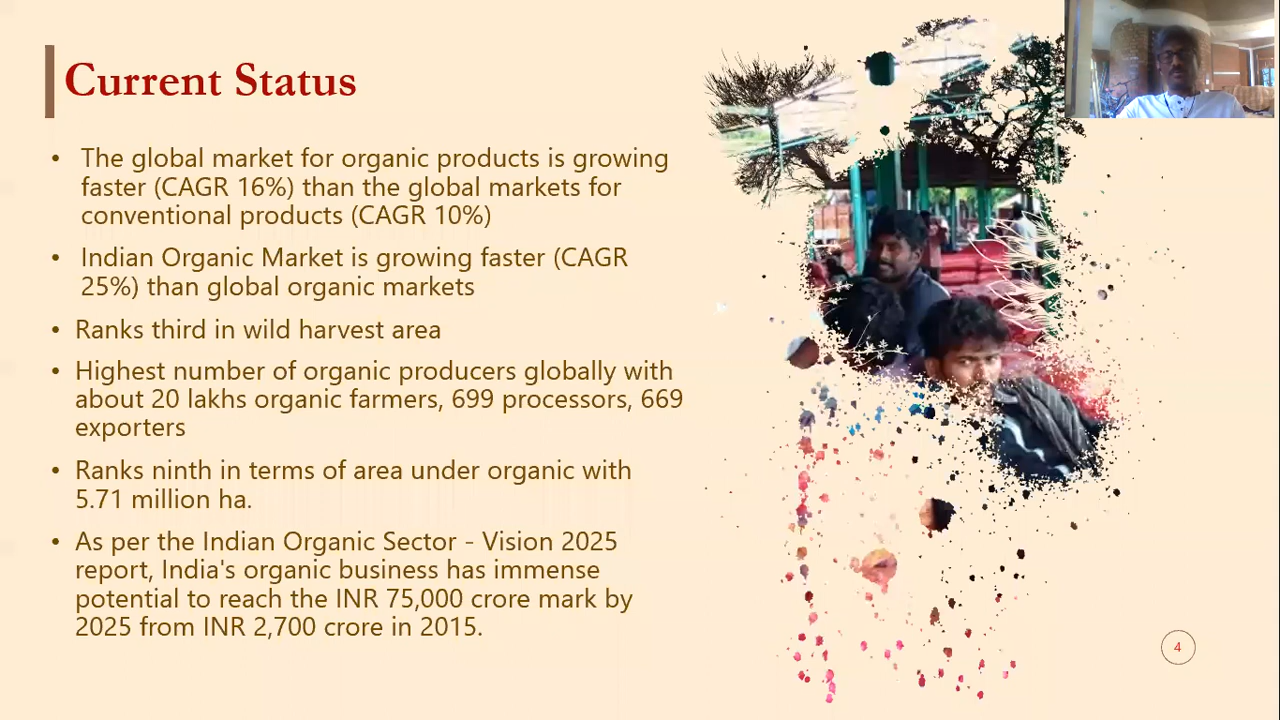 Current Status
• The global market for organic products is growing
faster (CAGR 16%) than the global markets for
conventional products (CAGR 10%)
• Indian Organic Market is growing faster (CAGR
25%) than global organic markets
• Ranks third in wild harvest area
• Highest number of organic producers globally with
about 20 lakhs organic farmers, 699 processors, 669
exporters
• Ranks ninth in terms of area under organic with
5.71 million ha.
• As per the Indian Organic Sector - Vision 2025
report, India's organic business has immense
potential to reach the INR 75,000 crore mark by
2025 from INR 2,700 crore in 2015.
4